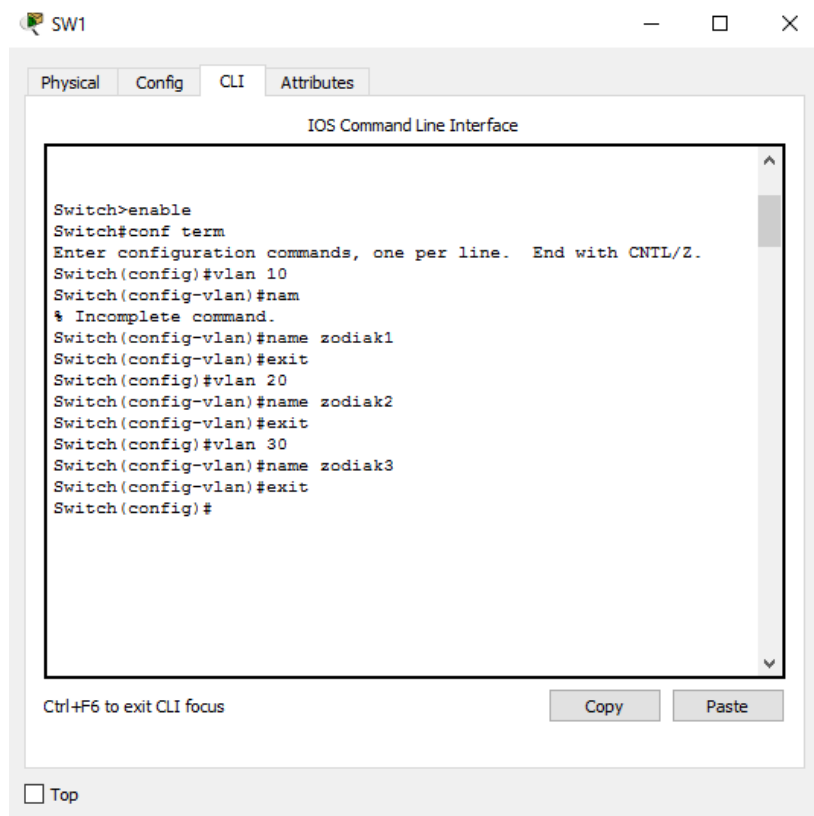 SW1
Physical Config CLI Attributes
IOS Command Line Interface
Switch>enable
Switch#conf term
Enter configuration commands, one per line.  End with CNTL/Z.
Switch(config)#vlan 10
Switch(config-vlan)#nam
% Incomplete command.
Switch(config-vlan)#name zodiak1
Switch(config-vlan)#exit
Switch(config)#vlan 20
Switch(config-vlan)#name zodiak2
Switch(config-vlan)#exit
Switch(config)#vlan 30
Switch(config-vlan)#name zodiak3
Switch(config-vlan)#exit
Switch(config)#
Ctrl+F6 to exit CLI focus Copy Paste
Top